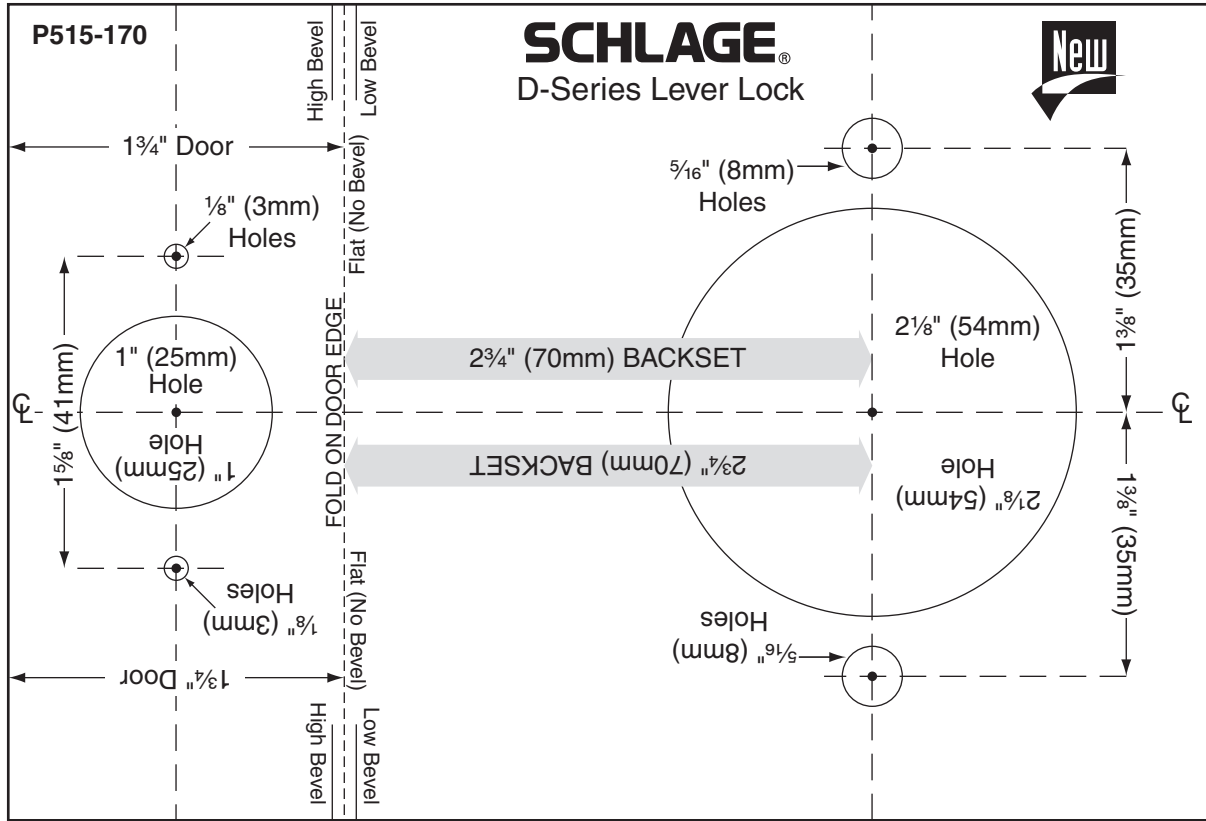 P515-170
High Bevel
Low Bevel
SCHLAGE®
D-Series Lever Lock
New
1¾" Door
Flat (No Bevel)
5⁄16" (8mm)
Holes
⅛" (3mm)
Holes
1⅜" (35mm)
FOLD ON DOOR EDGE
1" (25mm)
Hole
2¾" (70mm) BACKSET
2⅛" (54mm)
Hole
℄
1⅝" (41mm)
℄
1" (25mm)
Hole
2¾" (70mm) BACKSET
2⅛" (54mm)
Hole
1⅜" (35mm)
⅛" (3mm)
Holes
Flat (No Bevel)
5⁄16" (8mm)
Holes
1¾" Door
High Bevel
Low Bevel